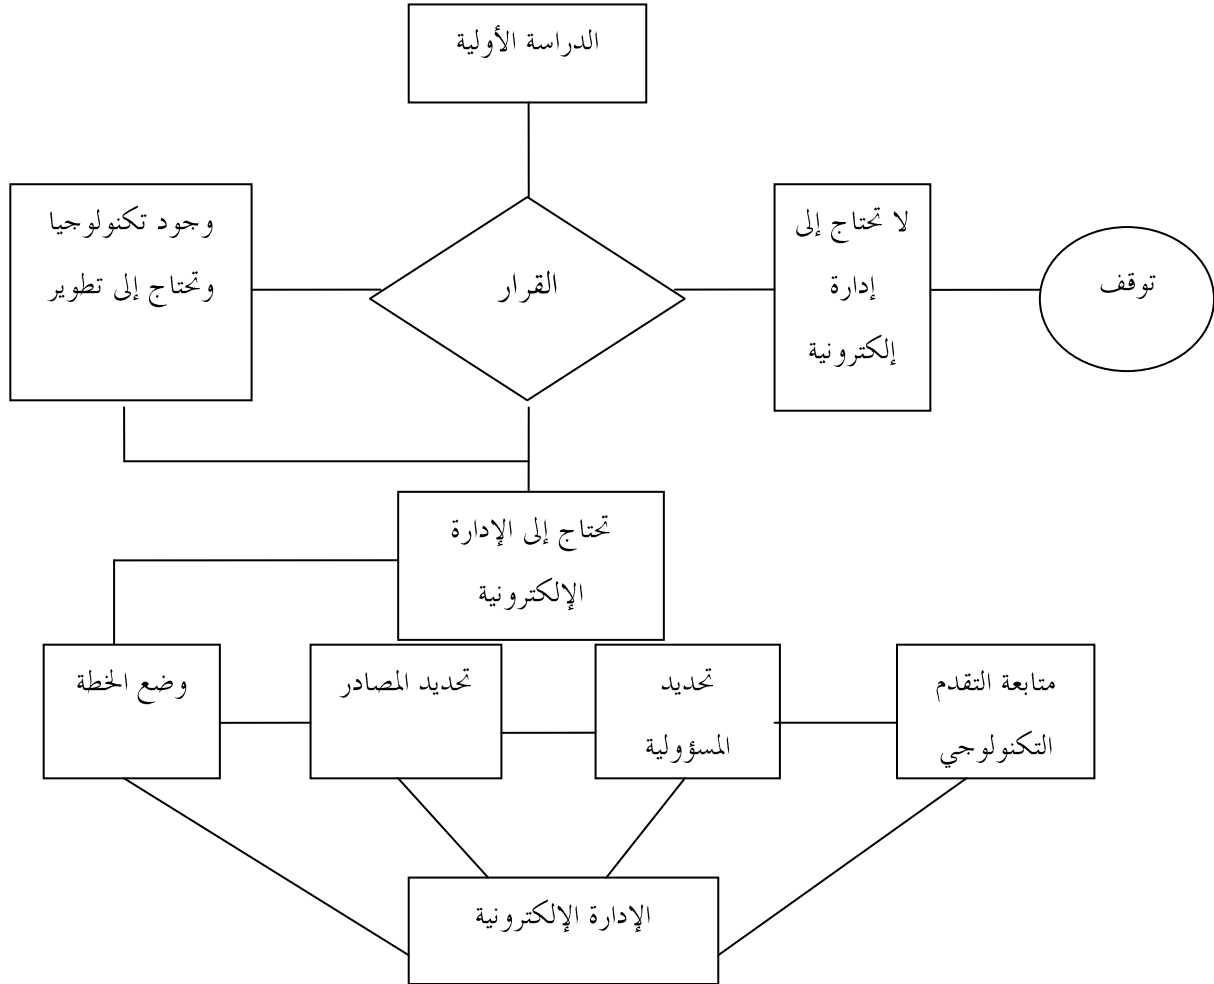 الدراسة الأولية
وجود تكنولوجيا
وتحتاج إلى تطوير
القرار
لا تحتاج إلى
إدارة
إلكترونية
توقف
تحتاج إلى الإدارة
الإلكترونية
وضع الخطة
تحديد المصادر
تحديد
المسؤولية
متابعة التقدم
التكنولوجي
الإدارة الإلكترونية